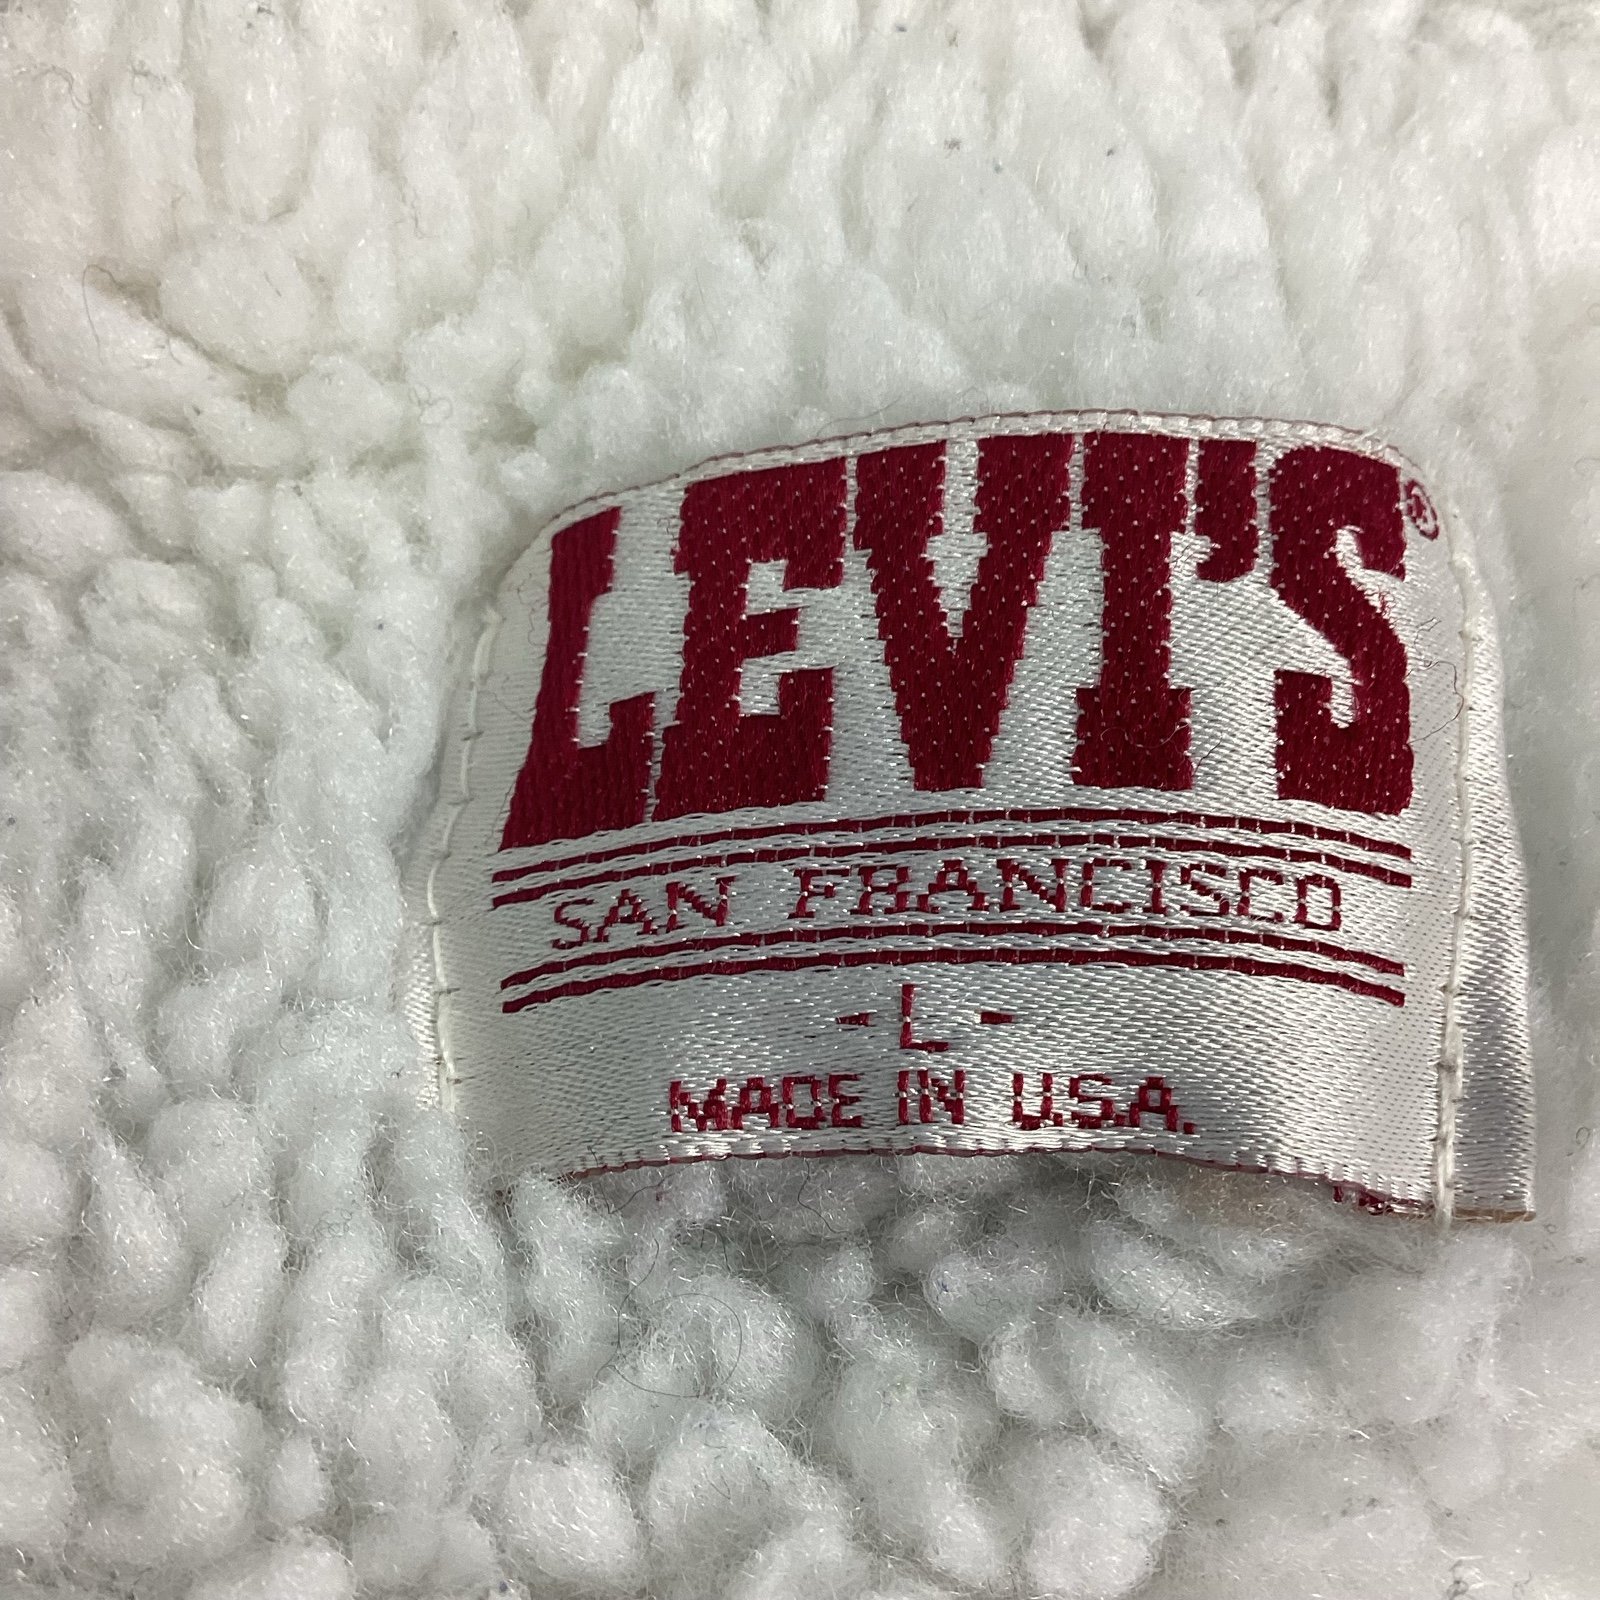 LEVI'S®
SAN FRANCISCO
- L -
MADE IN U.S.A.